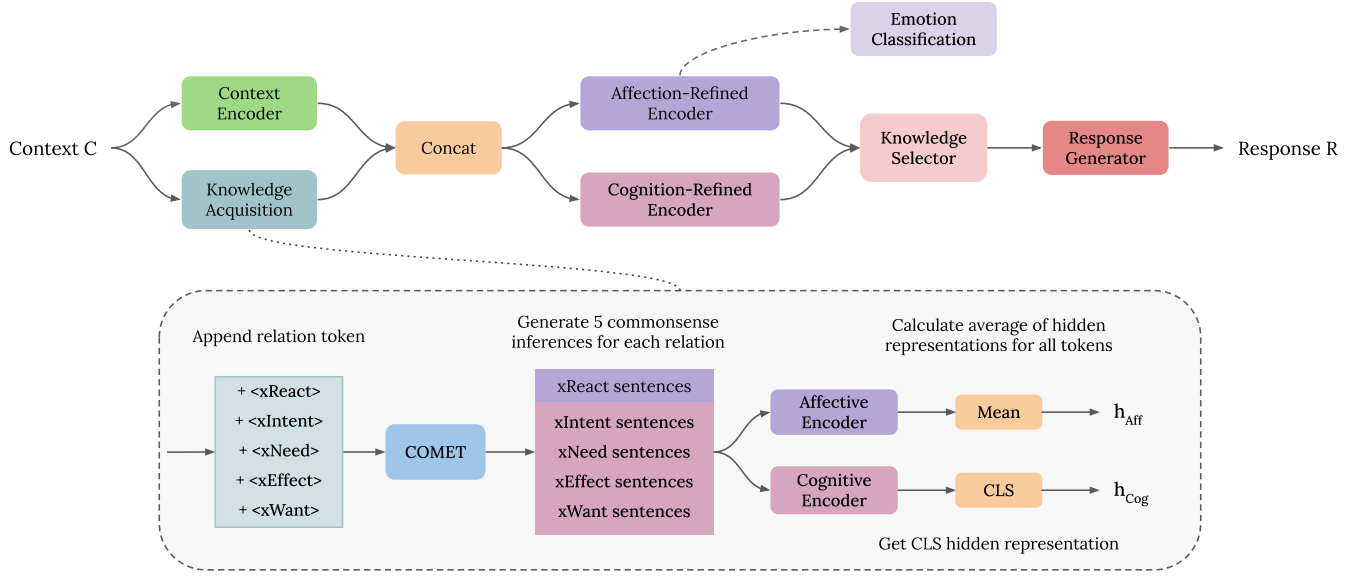 Emotion
Classification
Context
Encoder
Affection-Refined
Encoder
Context C
Concat
Knowledge
Selector
Response
Generator
Response R
Knowledge
Acquisition
Cognition-Refined
Encoder
Append relation token
Generate 5 commonsense
inferences for each relation
Calculate average of hidden
representations for all tokens
+ <xReact>
+ <xIntent>
+ <xNeed>
+ <xEffect>
+ <xWant>
COMET
xReact sentences
xIntent sentences
xNeed sentences
xEffect sentences
xWant sentences
Affective
Encoder
Mean
hAff
Cognitive
Encoder
CLS
hCog
Get CLS hidden representation